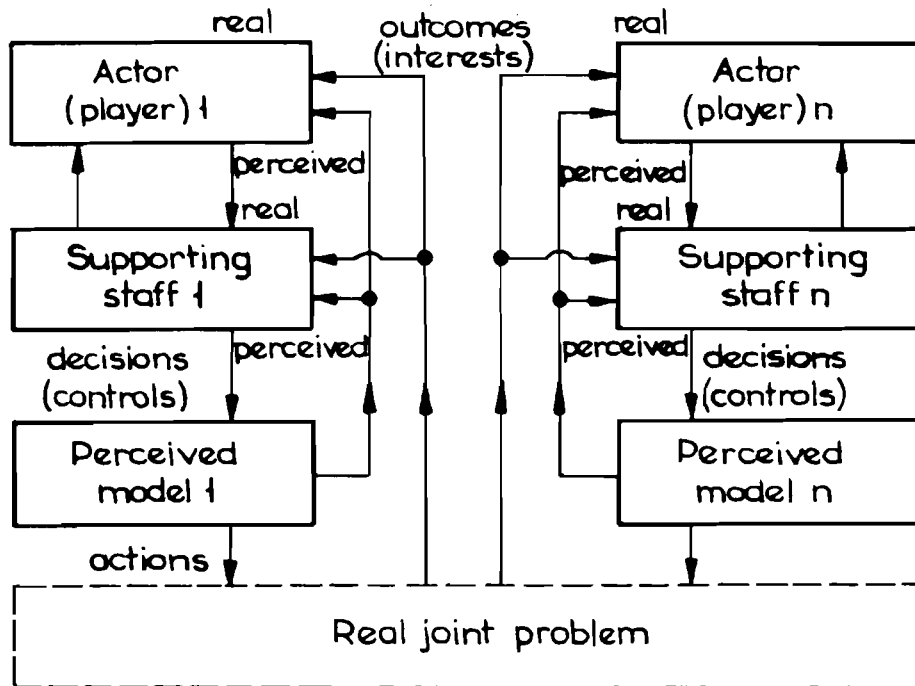 real
outcomes
(interests)
real
Actor
(player) 1
Actor
(player) n
perceived
real
perceived
real
Supporting
staff 1
Supporting
staff n
decisions
(controls)
perceived
perceived
decisions
(controls)
Perceived
model 1
Perceived
model n
actions
Real joint problem